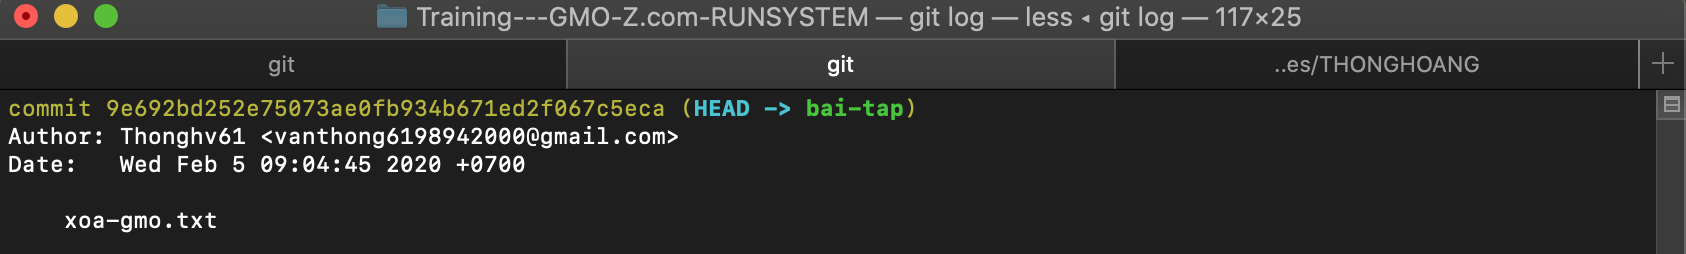 Training---GMO-Z.com-RUNSYSTEM — git log — less ◂ git log — 117×25
git
git
..es/THONGHOANG
commit 9e692bd252e75073ae0fb934b671ed2f067c5eca (HEAD -> bai-tap)
Author: Thonghv61 <vanthong6198942000@gmail.com>
Date:   Wed Feb 5 09:04:45 2020 +0700
xoa-gmo.txt